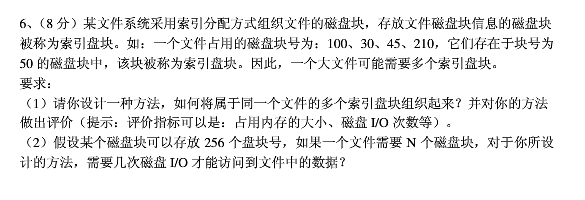 6、（8 分）某文件系统采用索引分配方式组织文件的磁盘块，存放文件磁盘块信息的磁盘块
被称为索引盘块。如：一个文件占用的磁盘块号为：100、30、45、210，它们存在于块号为
50 的磁盘块中，该块被称为索引盘块。因此，一个大文件可能需要多个索引盘块。
要求：
（1）请你设计一种方法，如何将属于同一个文件的多个索引盘块组织起来？并对你的方法
做出评价（提示：评价指标可以是：占用内存的大小、磁盘 I/O 次数等）。
（2）假设某个磁盘块可以存放 256 个盘块号，如果一个文件需要 N 个磁盘块，对于你所设
计的方法，需要几次磁盘 I/O 才能访问到文件中的数据？